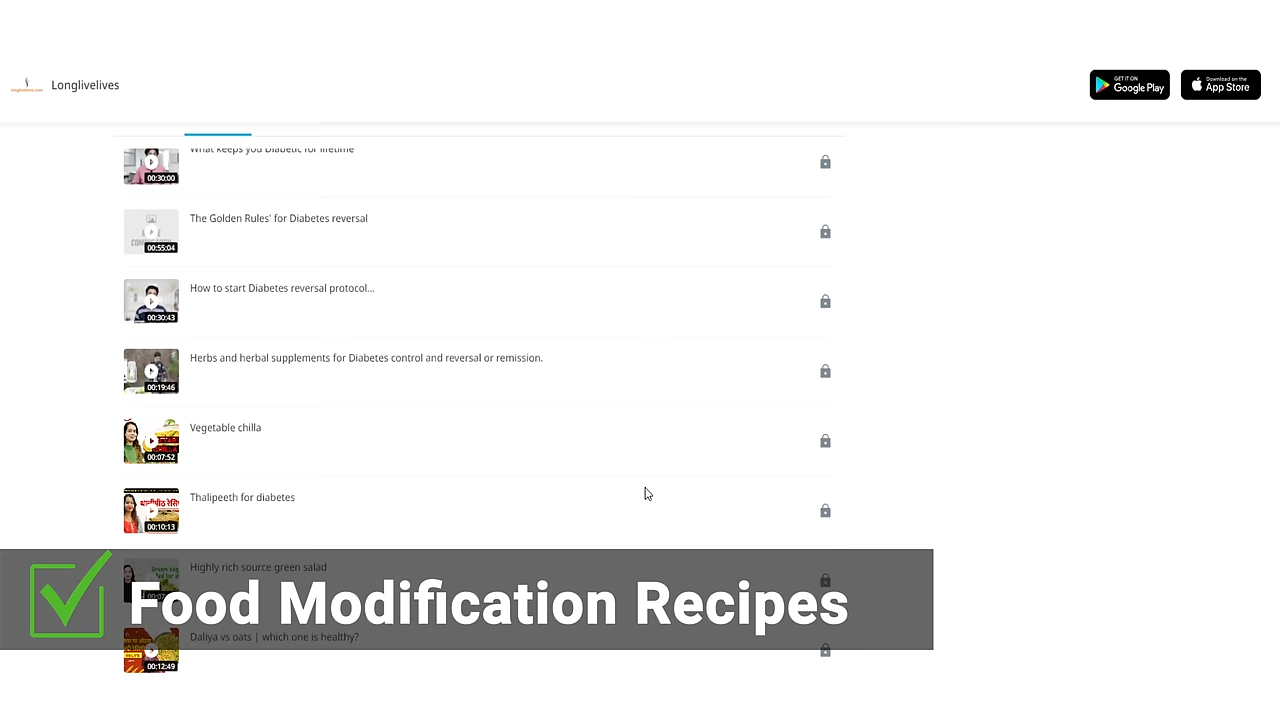 Longlivelives
GET IT ON
Google Play
Download on the
App Store
What keeps you Diabetic for lifetime
00:30:00
The Golden Rules' for Diabetes reversal
00:55:04
How to start Diabetes reversal protocol...
00:30:43
Herbs and herbal supplements for Diabetes control and reversal or remission.
00:19:46
Vegetable chilla
00:07:52
Thalipeeth for diabetes
00:10:13
Highly rich source green salad
Food Modification Recipes
Daliya vs oats | which one is healthy?
00:12:49